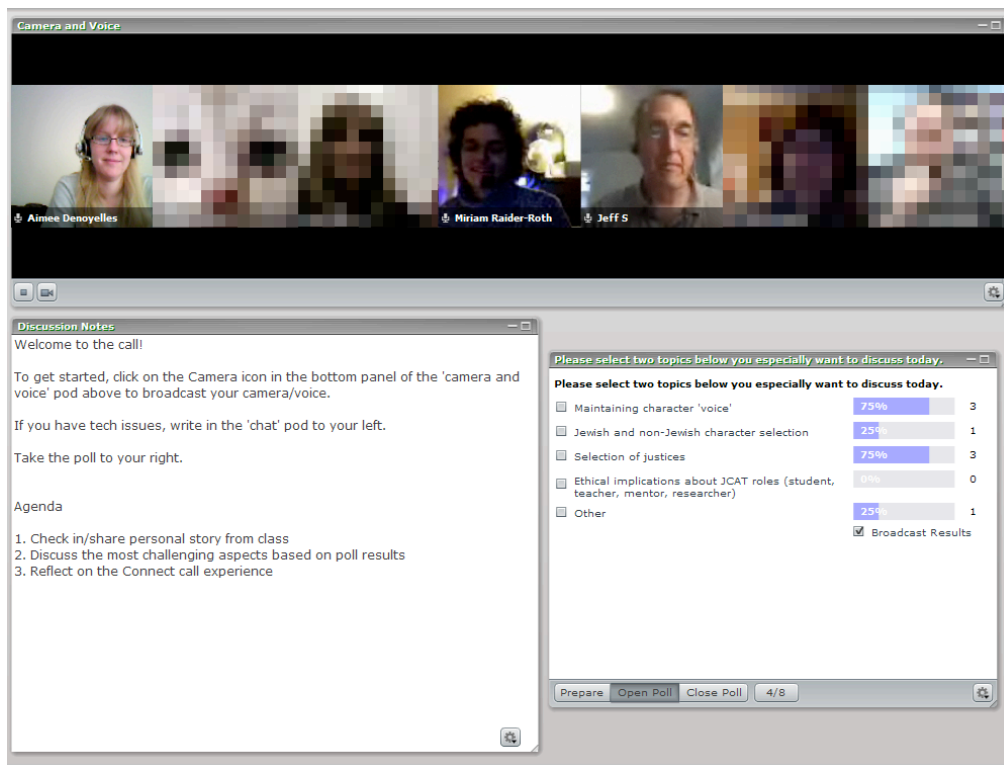 Camera and Voice
Aimee Denoyelles
Miriam Raider-Roth
Jeff S
Discussion Notes
Welcome to the call!
To get started, click on the Camera icon in the bottom panel of the 'camera and
voice' pod above to broadcast your camera/voice.
If you have tech issues, write in the 'chat' pod to your left.
Take the poll to your right.
Agenda
1. Check in/share personal story from class
2. Discuss the most challenging aspects based on poll results
3. Reflect on the Connect call experience
Please select two topics below you especially want to discuss today.
Please select two topics below you especially want to discuss today.
Maintaining character 'voice' 75% 3
Jewish and non-Jewish character selection 25% 1
Selection of justices 75% 3
Ethical implications about JCAT roles (student, 0% 0
teacher, mentor, researcher)
Other 25% 1
Broadcast Results
Prepare Open Poll Close Poll 4/8